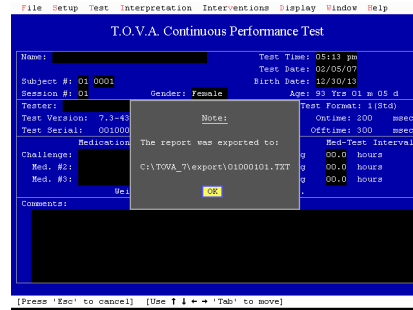 File Setup Test Interpretation Interventions Display Window Help
T.O.V.A. Continuous Performance Test
Name: Test Time: 05:13 pm
Test Date: 02/05/07
Subject #: 01 0001 Birth Date: 12/30/13
Session #: 01 Gender: Female Age: 93 Yrs 01 m 05 d
Tester: Test Format: 1(Std)
Test Version: 7.3-43 Note: Ontime: 200 msec
Test Serial: 001000 Offtime: 300 msec
Medication Med-Test Interval
Challenge: The report was exported to: g 00.0 hours
Med. #2: C:\TOVA_7\export\01000101.TXT g 00.0 hours
Med. #3: g 00.0 hours
Wei OK .
Comments:
[Press 'Esc' to cancel] [Use ↑ ↓ ← → 'Tab' to move]